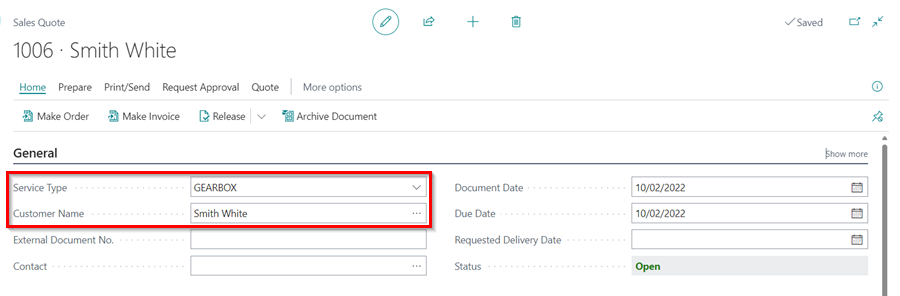 Sales Quote
Saved
1006 · Smith White
Home Prepare Print/Send Request Approval Quote More options
Make Order Make Invoice Release Archive Document
General Show more
Service Type GEARBOX Document Date 10/02/2022
Customer Name Smith White Due Date 10/02/2022
External Document No. Requested Delivery Date
Contact Status Open